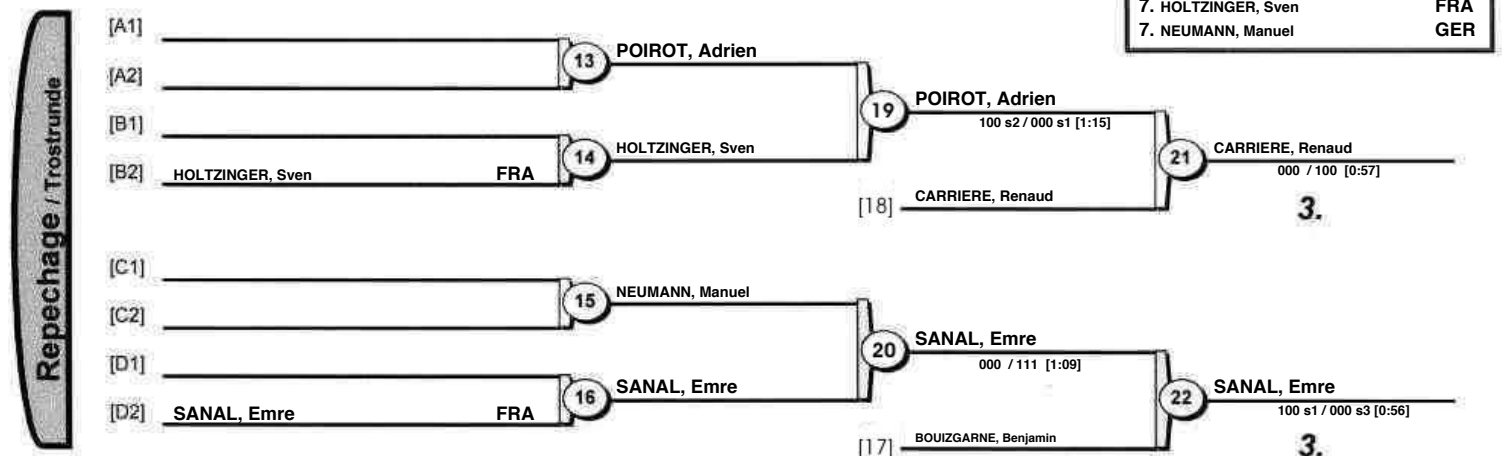 7. HOLTZINGER, Sven FRA
7. NEUMANN, Manuel GER
Repechage / Trostrunde
[A1]
[A2]
13 POIROT, Adrien
[B1]
[B2] HOLTZINGER, Sven FRA
14 HOLTZINGER, Sven
19 POIROT, Adrien
100 s2 / 000 s1 [1:15]
[18] CARRIERE, Renaud
21 CARRIERE, Renaud
000 / 100 [0:57]
3.
[C1]
[C2]
15 NEUMANN, Manuel
[D1]
[D2] SANAL, Emre FRA
16 SANAL, Emre
20 SANAL, Emre
000 / 111 [1:09]
[17] BOUIZGARNE, Benjamin
22 SANAL, Emre
100 s1 / 000 s3 [0:56]
3.